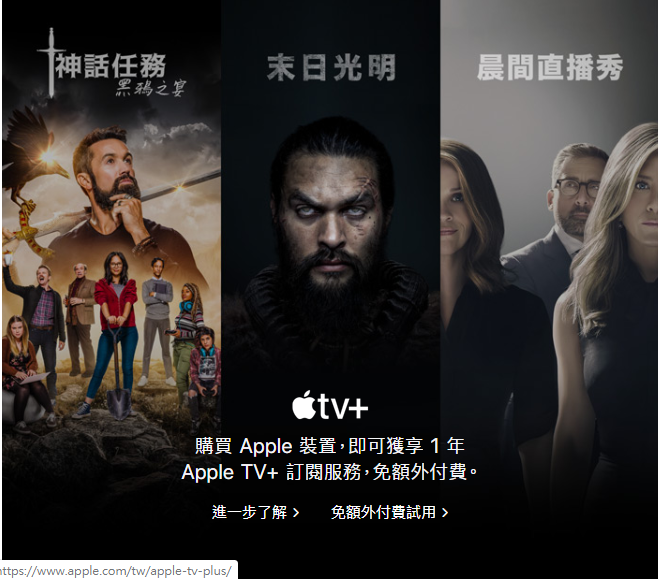 神話任務
黑鴉之宴
末日光明
晨間直播秀
tv+
購買 Apple 裝置，即可獲享 1 年
Apple TV+ 訂閱服務，免額外付費。
進一步了解 >
免額外付費試用 >
https://www.apple.com/tw/apple-tv-plus/